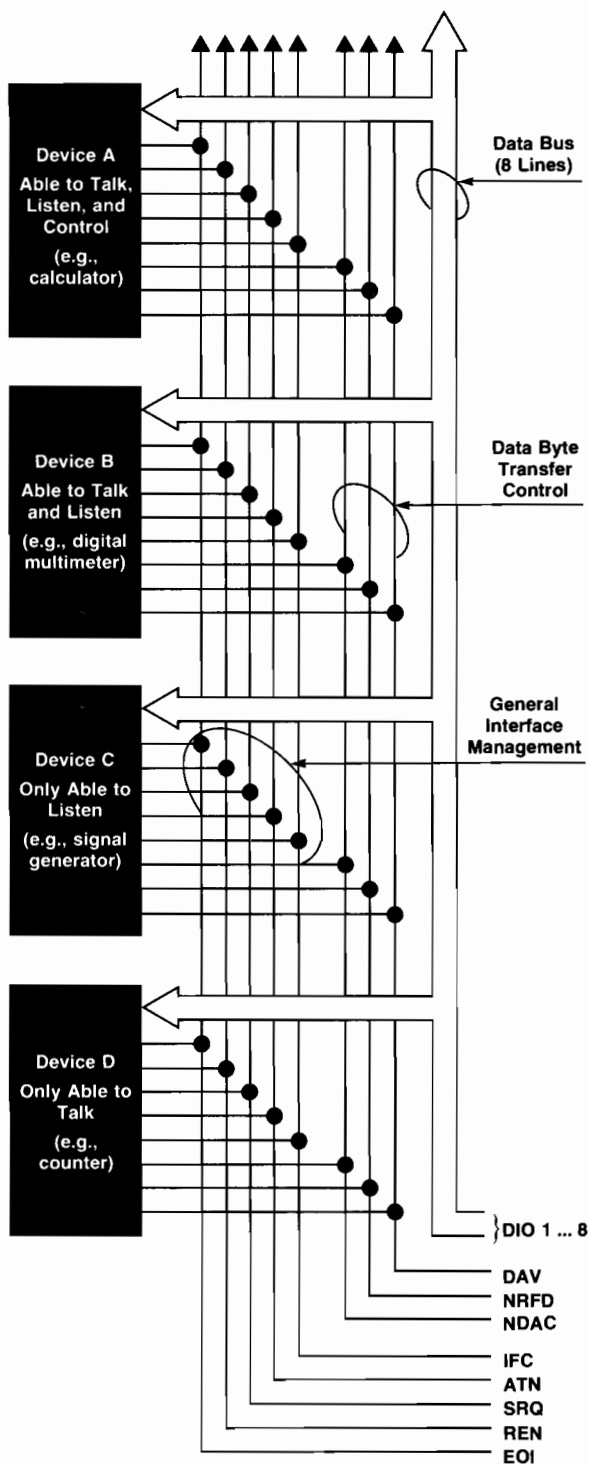 Device A
Able to Talk,
Listen, and
Control
(e.g.,
calculator)
Data Bus
(8 Lines)
Device B
Able to Talk
and Listen
(e.g., digital
multimeter)
Data Byte
Transfer
Control
Device C
Only Able to
Listen
(e.g., signal
generator)
General
Interface
Management
Device D
Only Able to
Talk
(e.g.,
counter)
} DIO 1 ... 8
DAV
NRFD
NDAC
IFC
ATN
SRQ
REN
EOI